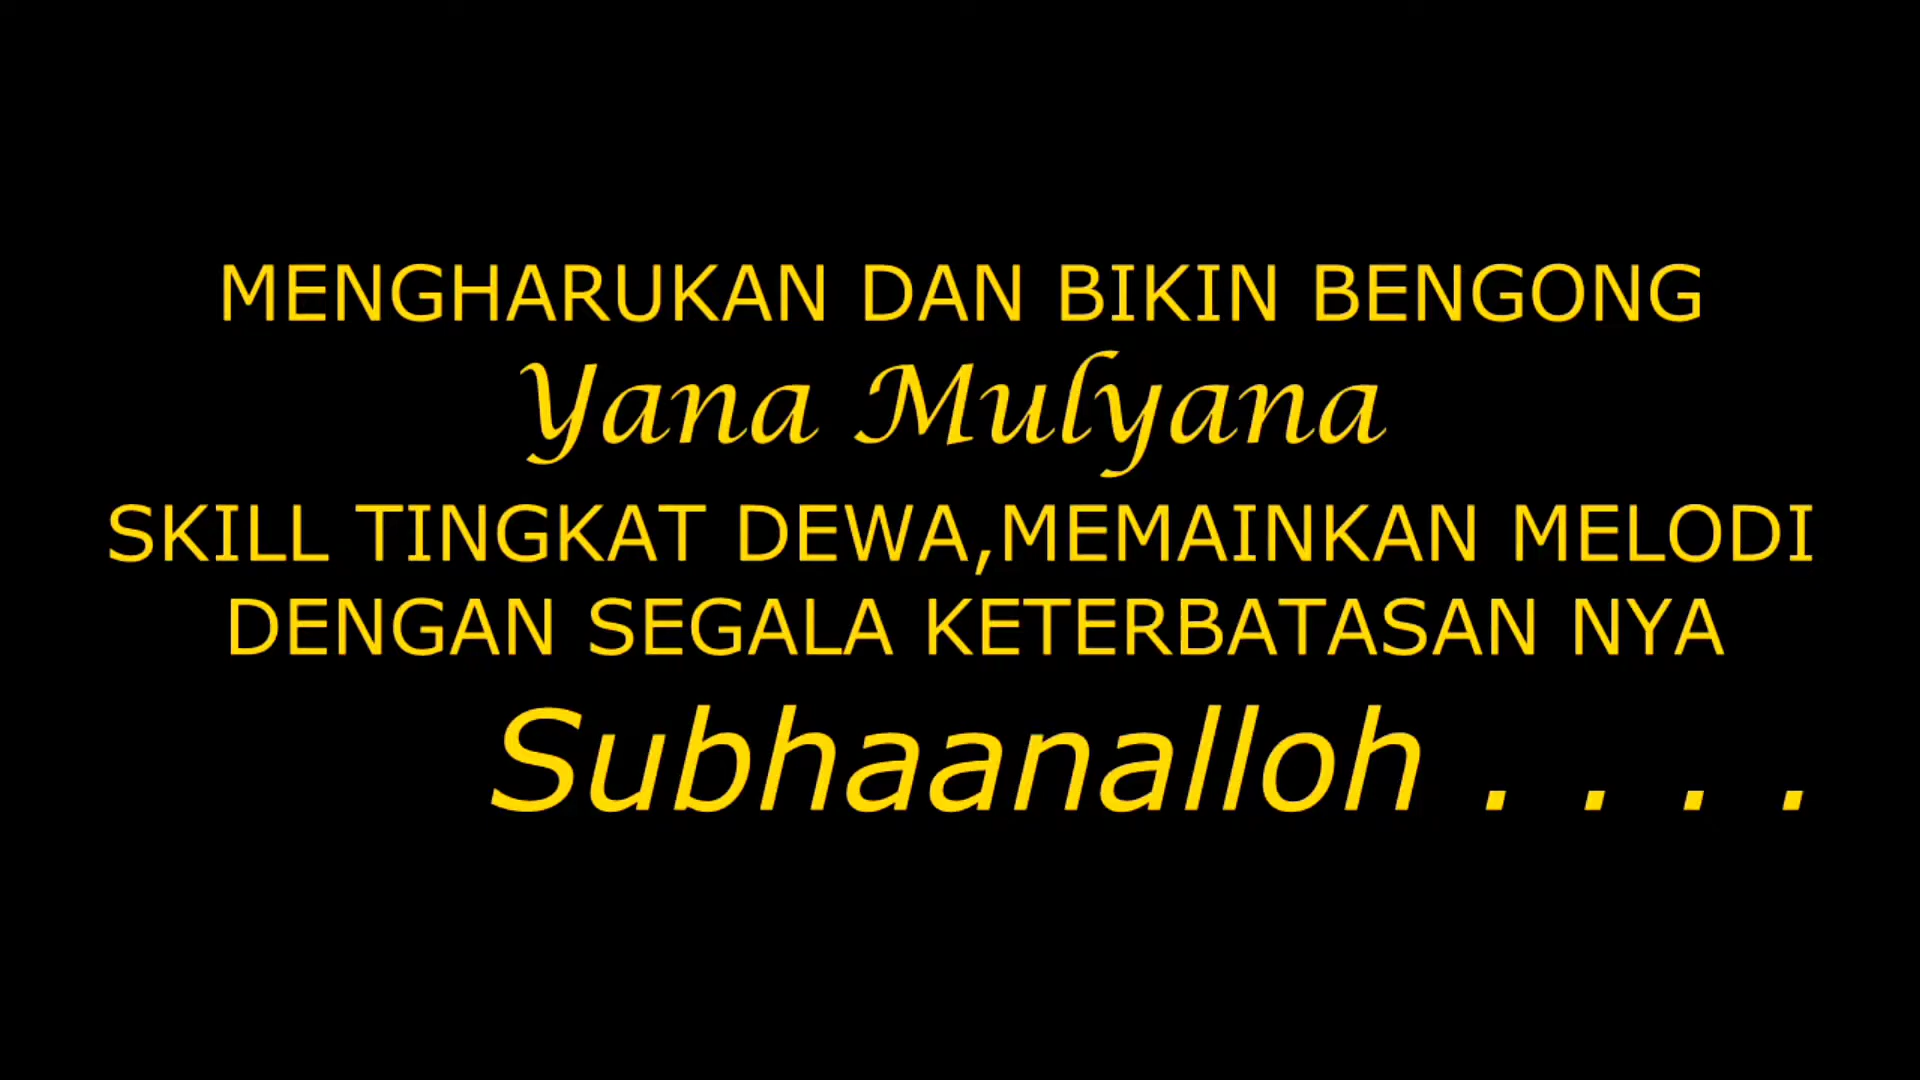 MENGHARUKAN DAN BIKIN BENGONG
Yana Mulyana
SKILL TINGKAT DEWA,MEMAINKAN MELODI
DENGAN SEGALA KETERBATASAN NYA
Subhaanalloh . . . .